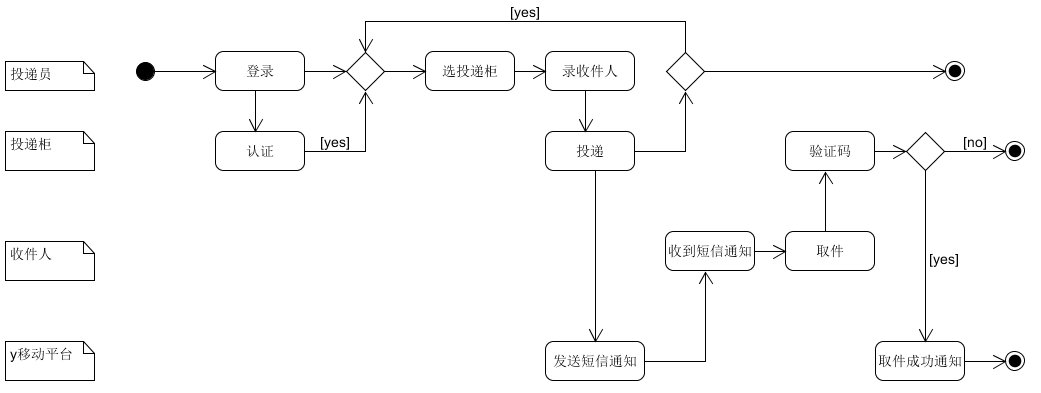 [yes]
投递员
登录
选投递柜
录收件人
投递柜
认证
[yes]
投递
验证码
[no]
收件人
收到短信通知
取件
[yes]
y移动平台
发送短信通知
取件成功通知